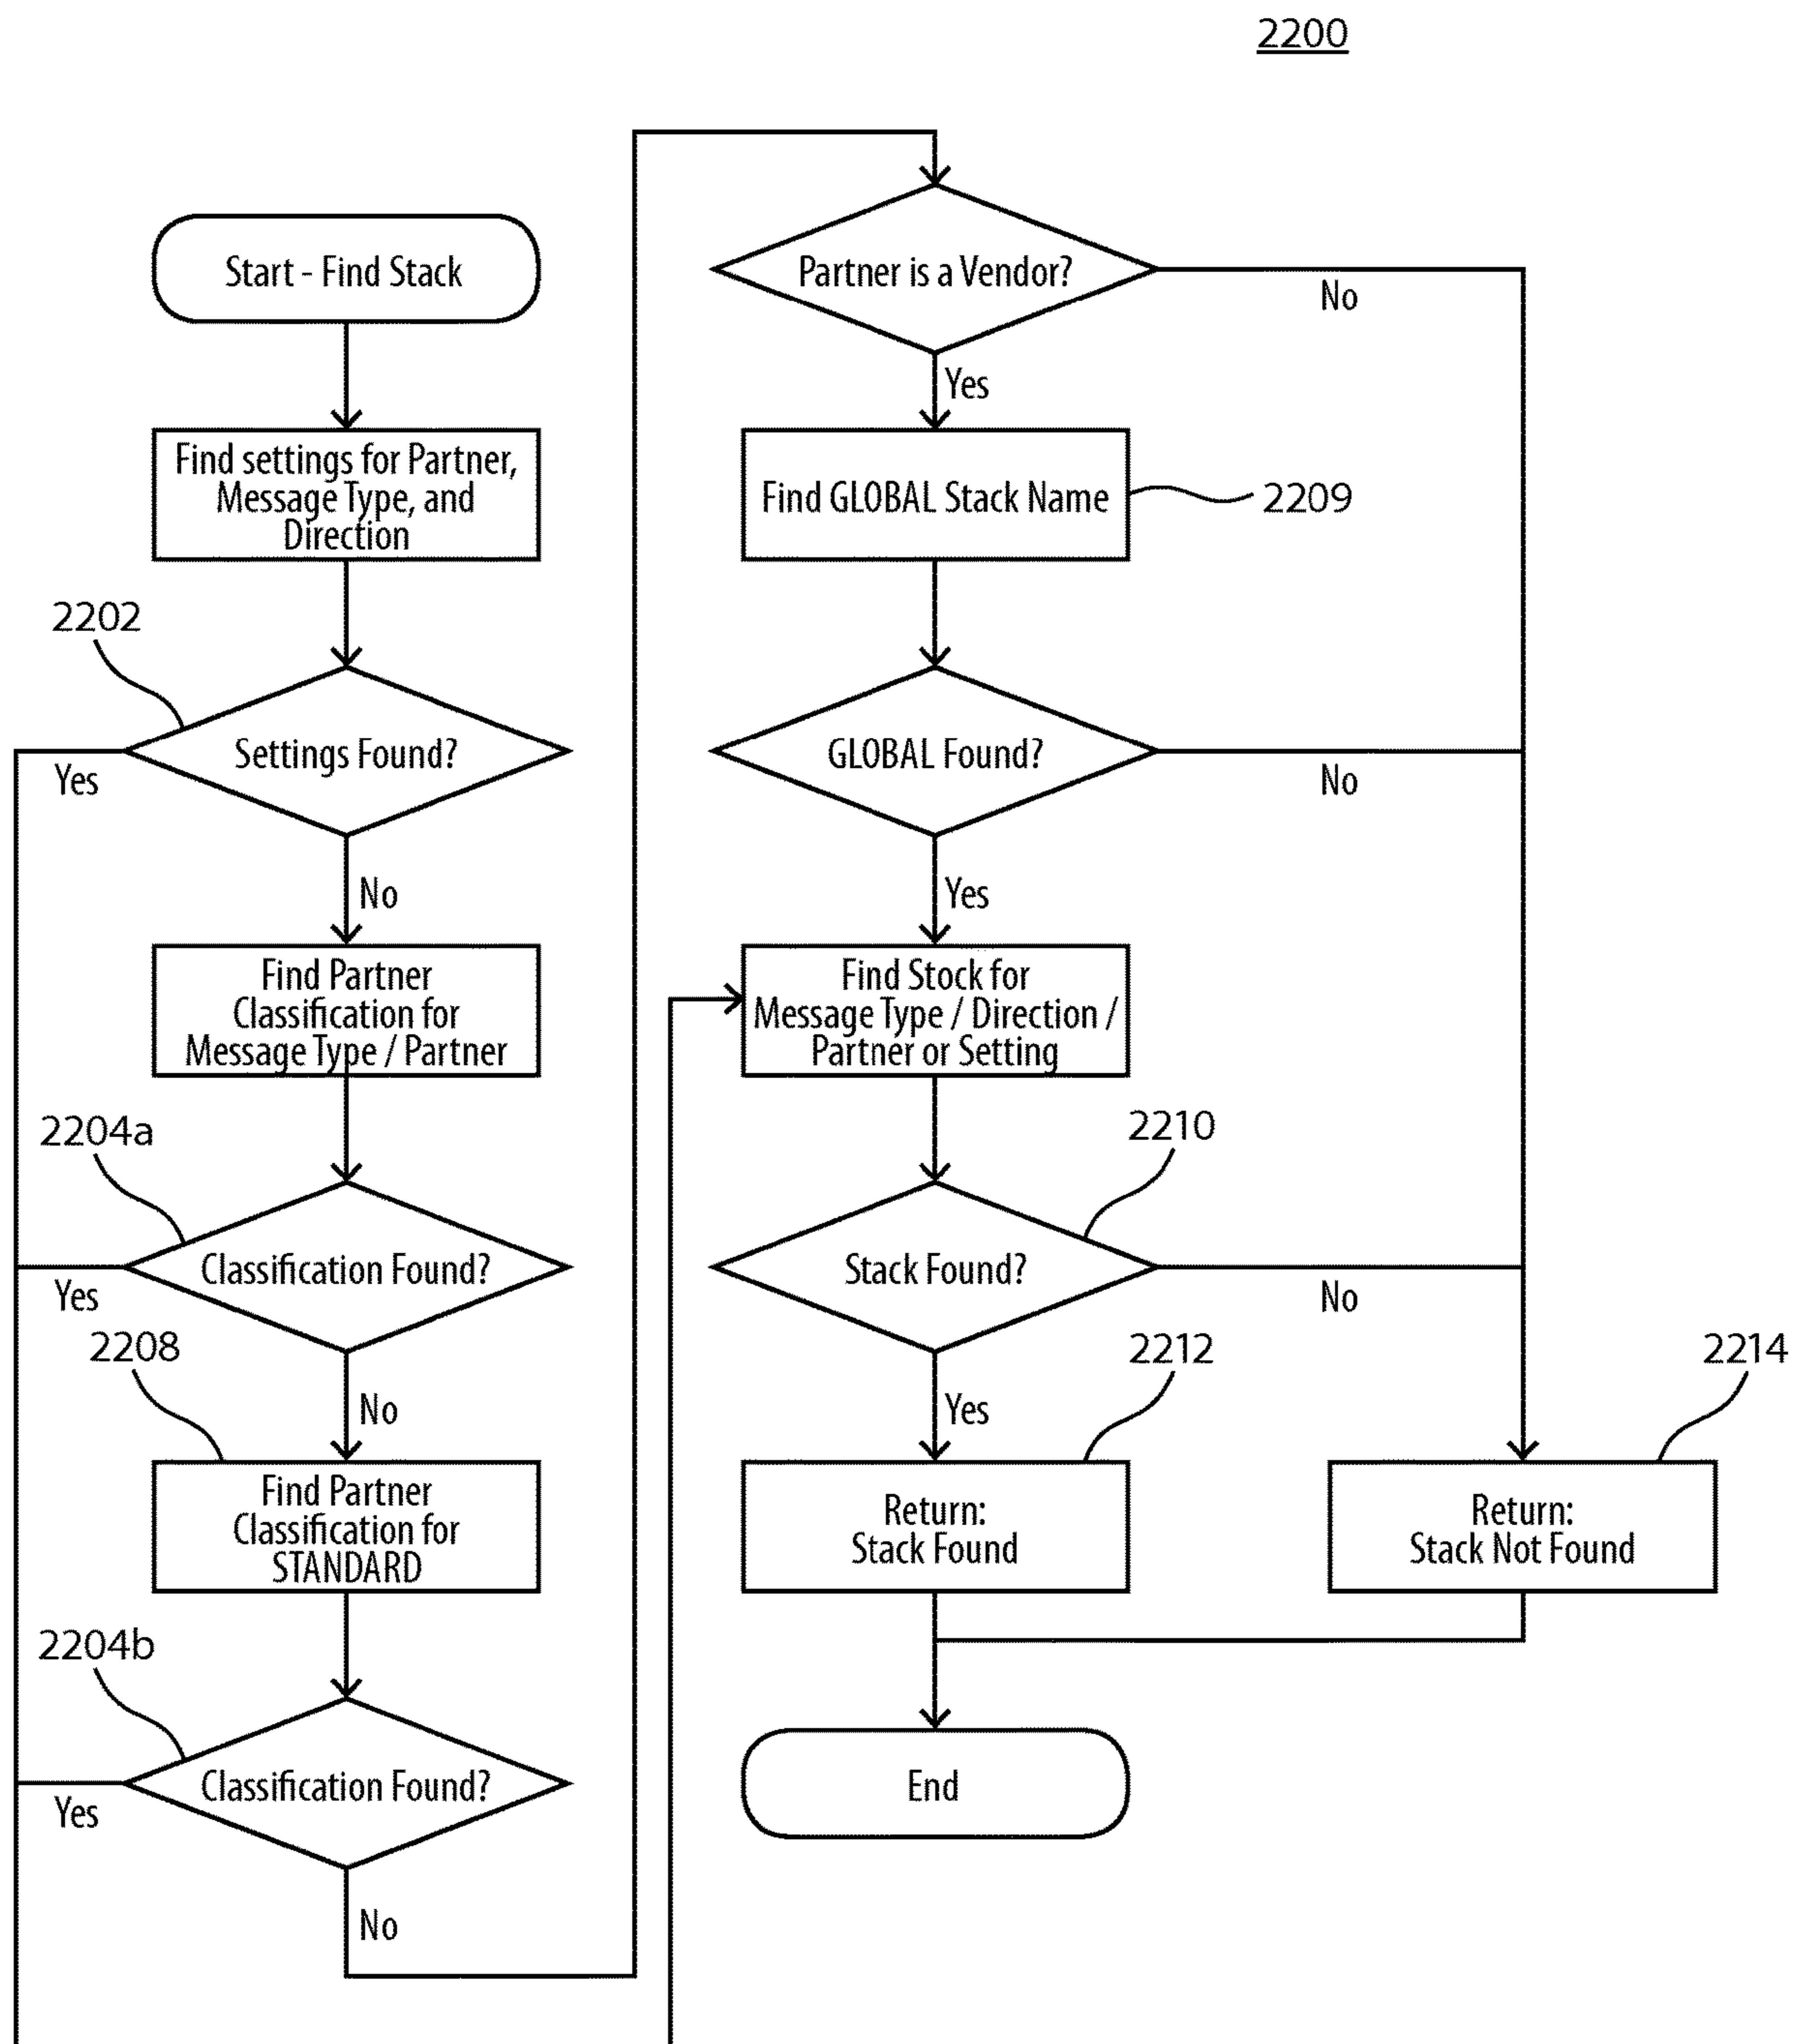 2200
Start - Find Stack
Find settings for Partner,
Message Type, and
Direction
2202
Settings Found?
Yes
No
Find Partner
Classification for
Message Type / Partner
2204a
Classification Found?
Yes
No
2208
Find Partner
Classification for
STANDARD
2204b
Classification Found?
Yes
No
Partner is a Vendor?
No
Yes
Find GLOBAL Stack Name
2209
GLOBAL Found?
No
Yes
Find Stock for
Message Type / Direction /
Partner or Setting
2210
Stack Found?
No
Yes
2212
Return:
Stack Found
2214
Return:
Stack Not Found
End